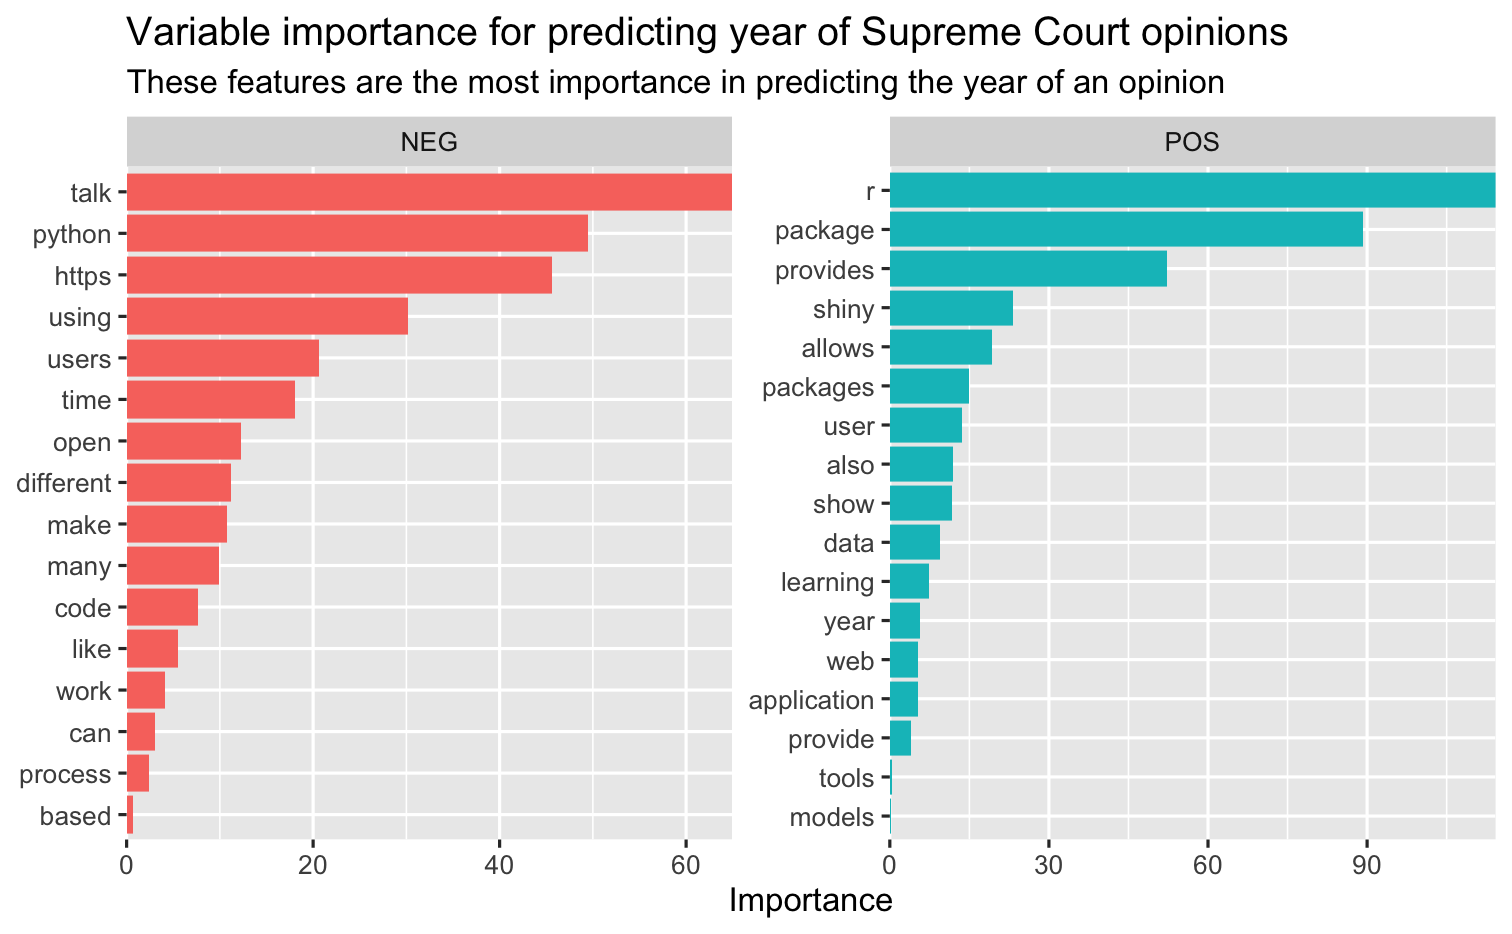 Variable importance for predicting year of Supreme Court opinions
These features are the most importance in predicting the year of an opinion
NEG
talk
python
https
using
users
time
open
different
make
many
code
like
work
can
process
based
0 20 40 60
POS
r
package
provides
shiny
allows
packages
user
also
show
data
learning
year
web
application
provide
tools
models
0 30 60 90
Importance